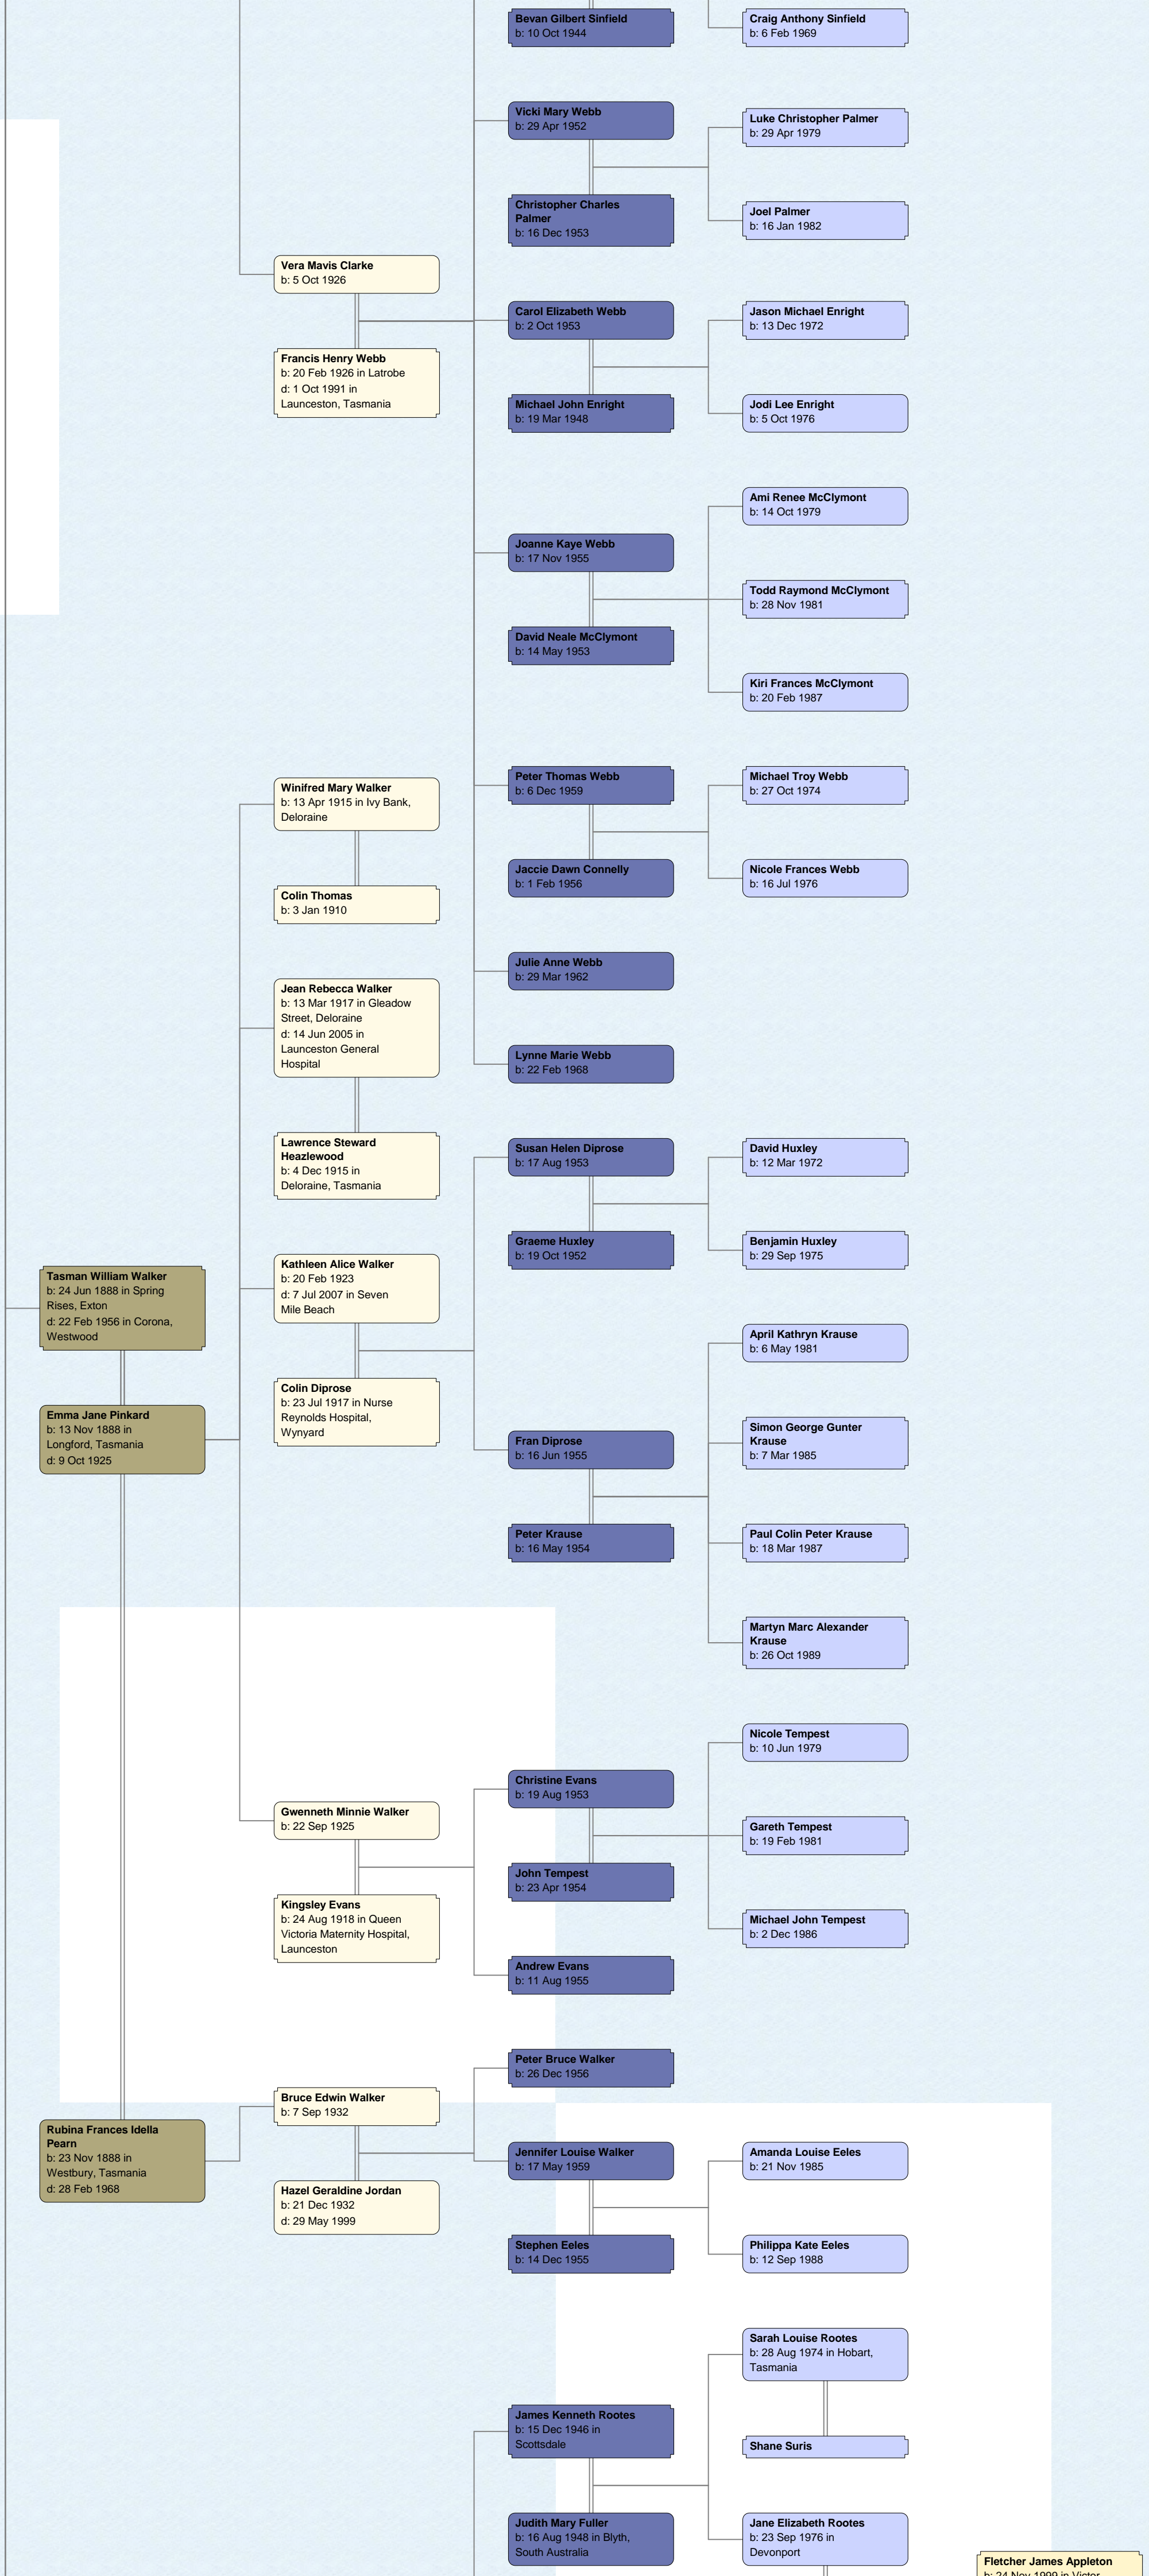 Bevan Gilbert Sinfield
b: 10 Oct 1944
Craig Anthony Sinfield
b: 6 Feb 1969
Vicki Mary Webb
b: 29 Apr 1952
Luke Christopher Palmer
b: 29 Apr 1979
Christopher Charles
Palmer
b: 16 Dec 1953
Joel Palmer
b: 16 Jan 1982
Vera Mavis Clarke
b: 5 Oct 1926
Carol Elizabeth Webb
b: 2 Oct 1953
Jason Michael Enright
b: 13 Dec 1972
Francis Henry Webb
b: 20 Feb 1926 in Latrobe
d: 1 Oct 1991 in
Launceston, Tasmania
Michael John Enright
b: 19 Mar 1948
Jodi Lee Enright
b: 5 Oct 1976
Ami Renee McClymont
b: 14 Oct 1979
Joanne Kaye Webb
b: 17 Nov 1955
Todd Raymond McClymont
b: 28 Nov 1981
David Neale McClymont
b: 14 May 1953
Kiri Frances McClymont
b: 20 Feb 1987
Winifred Mary Walker
b: 13 Apr 1915 in Ivy Bank,
Deloraine
Peter Thomas Webb
b: 6 Dec 1959
Michael Troy Webb
b: 27 Oct 1974
Colin Thomas
b: 3 Jan 1910
Jaccie Dawn Connelly
b: 1 Feb 1956
Nicole Frances Webb
b: 16 Jul 1976
Jean Rebecca Walker
b: 13 Mar 1917 in Gleadow
Street, Deloraine
d: 14 Jun 2005 in
Launceston General
Hospital
Julie Anne Webb
b: 29 Mar 1962
Lynne Marie Webb
b: 22 Feb 1968
Lawrence Steward
Heazlewood
b: 4 Dec 1915 in
Deloraine, Tasmania
Susan Helen Diprose
b: 17 Aug 1953
David Huxley
b: 12 Mar 1972
Graeme Huxley
b: 19 Oct 1952
Benjamin Huxley
b: 29 Sep 1975
Tasman William Walker
b: 24 Jun 1888 in Spring
Rises, Exton
d: 22 Feb 1956 in Corona,
Westwood
Kathleen Alice Walker
b: 20 Feb 1923
d: 7 Jul 2007 in Seven
Mile Beach
April Kathryn Krause
b: 6 May 1981
Emma Jane Pinkard
b: 13 Nov 1888 in
Longford, Tasmania
d: 9 Oct 1925
Colin Diprose
b: 23 Jul 1917 in Nurse
Reynolds Hospital,
Wynyard
Fran Diprose
b: 16 Jun 1955
Simon George Gunter
Krause
b: 7 Mar 1985
Peter Krause
b: 16 May 1954
Paul Colin Peter Krause
b: 18 Mar 1987
Martyn Marc Alexander
Krause
b: 26 Oct 1989
Nicole Tempest
b: 10 Jun 1979
Christine Evans
b: 19 Aug 1953
Gwenneth Minnie Walker
b: 22 Sep 1925
Gareth Tempest
b: 19 Feb 1981
John Tempest
b: 23 Apr 1954
Kingsley Evans
b: 24 Aug 1918 in Queen
Victoria Maternity Hospital,
Launceston
Michael John Tempest
b: 2 Dec 1986
Andrew Evans
b: 11 Aug 1955
Peter Bruce Walker
b: 26 Dec 1956
Bruce Edwin Walker
b: 7 Sep 1932
Rubina Frances Idella
Pearn
b: 23 Nov 1888 in
Westbury, Tasmania
d: 28 Feb 1968
Jennifer Louise Walker
b: 17 May 1959
Amanda Louise Eeles
b: 21 Nov 1985
Hazel Geraldine Jordan
b: 21 Dec 1932
d: 29 May 1999
Stephen Eeles
b: 14 Dec 1955
Philippa Kate Eeles
b: 12 Sep 1988
Sarah Louise Rootes
b: 28 Aug 1974 in Hobart,
Tasmania
James Kenneth Rootes
b: 15 Dec 1946 in
Scottsdale
Shane Suris
Judith Mary Fuller
b: 16 Aug 1948 in Blyth,
South Australia
Jane Elizabeth Rootes
b: 23 Sep 1976 in
Devonport
Fletcher James Appleton
b: 24 Nov 1999 in Victor